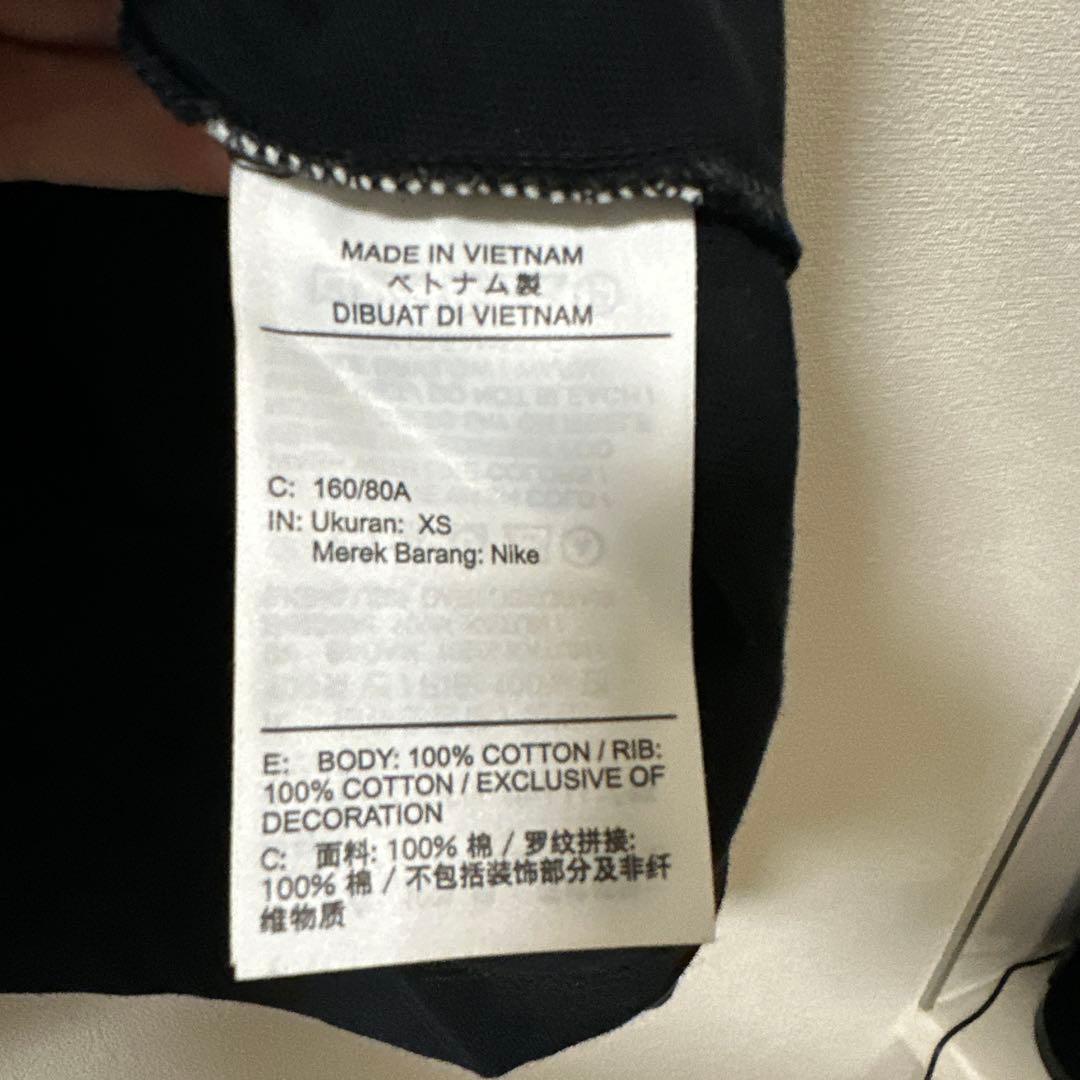 MADE IN VIETNAM
ベトナム製
DIBUAT DI VIETNAM
C: 160/80A
IN: Ukuran: XS
Merek Barang: Nike
E: BODY: 100% COTTON / RIB:
100% COTTON / EXCLUSIVE OF
DECORATION
C: 面料: 100% 棉 / 罗纹拼接:
100% 棉 / 不包括装饰部分及非纤
维物质